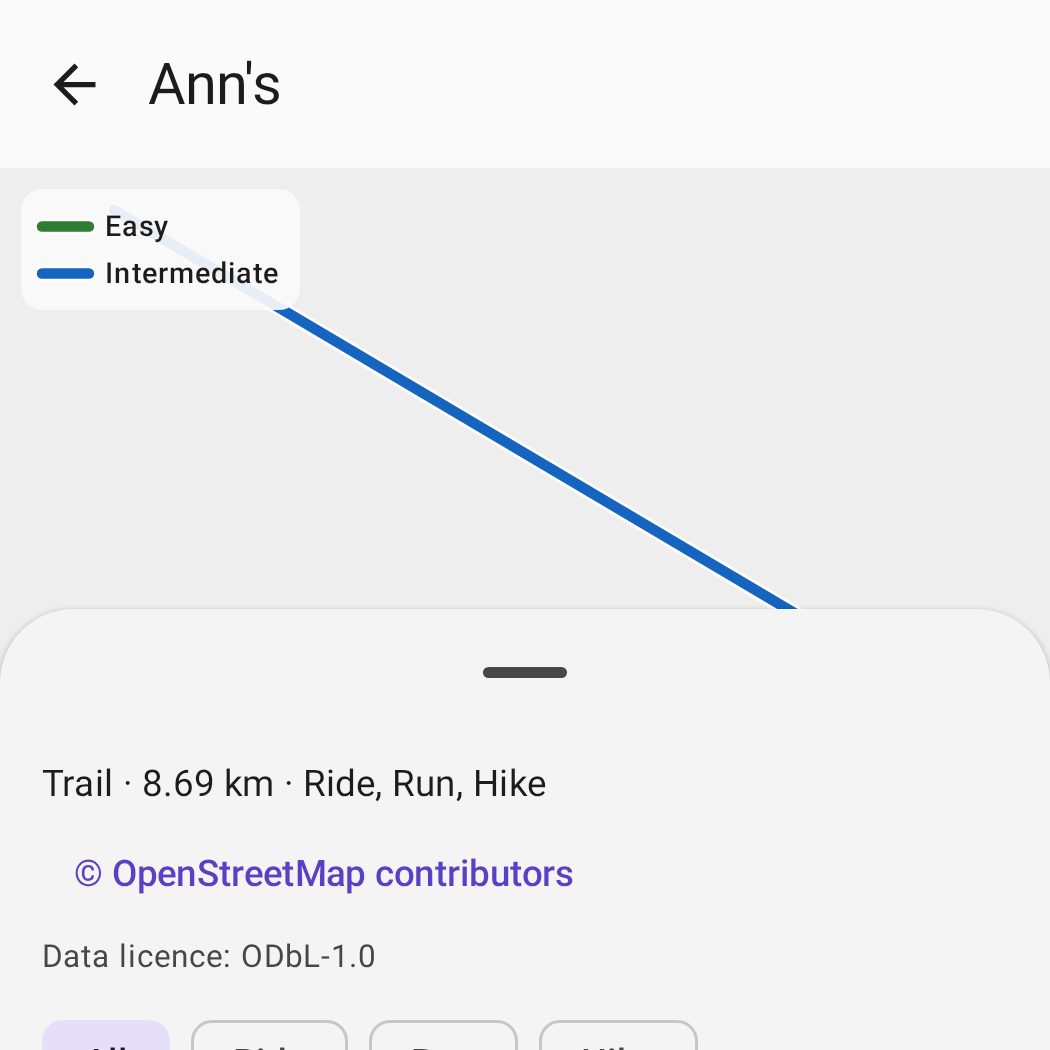 Ann's
Easy
Intermediate
Trail · 8.69 km · Ride, Run, Hike
© OpenStreetMap contributors
Data licence: ODbL-1.0